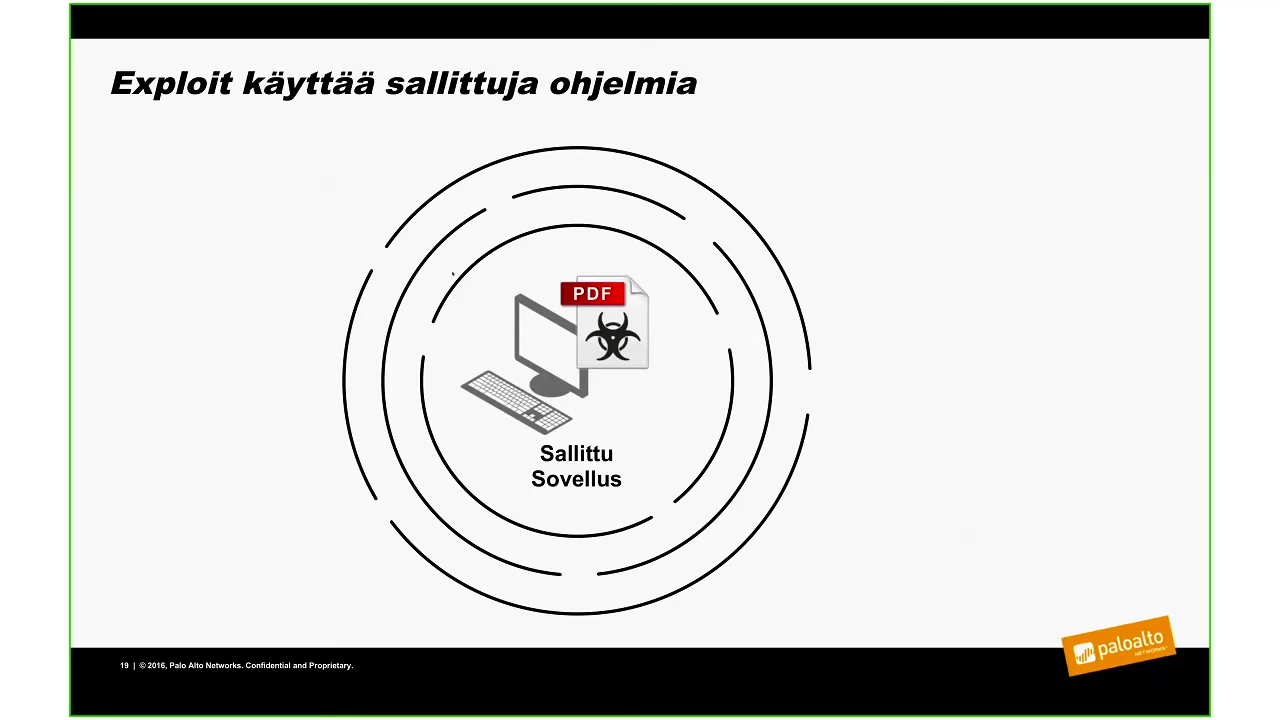 Exploit käyttää sallittuja ohjelmia
PDF
Sallittu
Sovellus
19 | © 2016, Palo Alto Networks. Confidential and Proprietary.
paloalto
NETWORKS